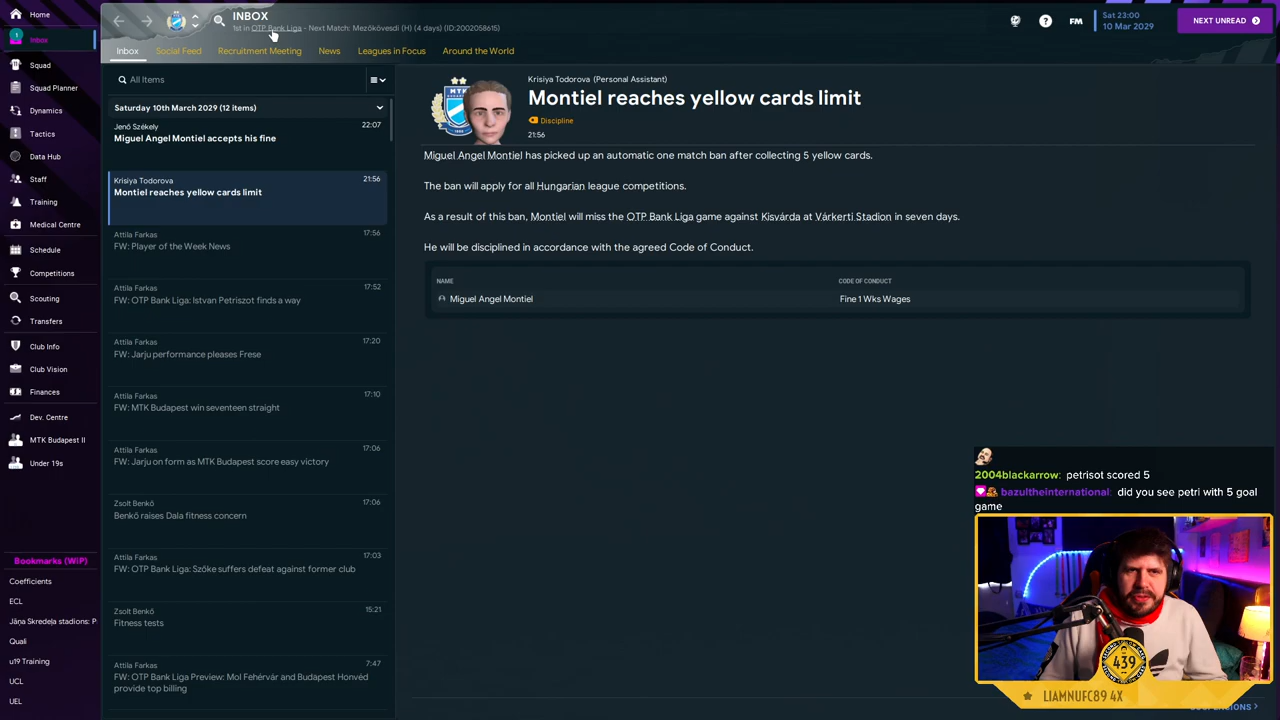 INBOX
1st in OTP Bank Liga - Next Match: Mezőkövesdi (H) (4 days) (ID:2002058615)
FM
Sat 23:00
10 Mar 2029
NEXT UNREAD
Inbox
Social Feed
Recruitment Meeting
News
Leagues in Focus
Around the World
Home
1
Inbox
Squad
Squad Planner
Dynamics
Tactics
Data Hub
Staff
Training
Medical Centre
Schedule
Competitions
Scouting
Transfers
Club Info
Club Vision
Finances
Dev. Centre
MTK Budapest II
Under 19s
Bookmarks (WiP)
Coefficients
ECL
Jāņa Skredeļa stadions: P
Quali
u19 Training
UCL
UEL
All Items
Saturday 10th March 2029 (12 items)
Jenő Székely
22:07
Miguel Angel Montiel accepts his fine
Krisiya Todorova
21:56
Montiel reaches yellow cards limit
Attila Farkas
17:56
FW: Player of the Week News
Attila Farkas
17:52
FW: OTP Bank Liga: Istvan Petriszot finds a way
Attila Farkas
17:20
FW: Jarju performance pleases Frese
Attila Farkas
17:10
FW: MTK Budapest win seventeen straight
Attila Farkas
17:06
FW: Jarju on form as MTK Budapest score easy victory
Zsolt Benkő
17:06
Benkő raises Dala fitness concern
Attila Farkas
17:03
FW: OTP Bank Liga: Szőke suffers defeat against former club
Zsolt Benkő
15:21
Fitness tests
Attila Farkas
7:47
FW: OTP Bank Liga Preview: Mol Fehérvár and Budapest Honvéd
provide top billing
MTK
Krisiya Todorova (Personal Assistant)
Montiel reaches yellow cards limit
Discipline
21:56
Miguel Angel Montiel has picked up an automatic one match ban after collecting 5 yellow cards.
The ban will apply for all Hungarian league competitions.
As a result of this ban, Montiel will miss the OTP Bank Liga game against Kisvárda at Várkerti Stadion in seven days.
He will be disciplined in accordance with the agreed Code of Conduct.
NAME
CODE OF CONDUCT
Miguel Angel Montiel
Fine 1 Wks Wages
2004blackarrow: petrisot scored 5
bazultheinternational: did you see petri with 5 goal
game
439
LIAMNUFC89 4X